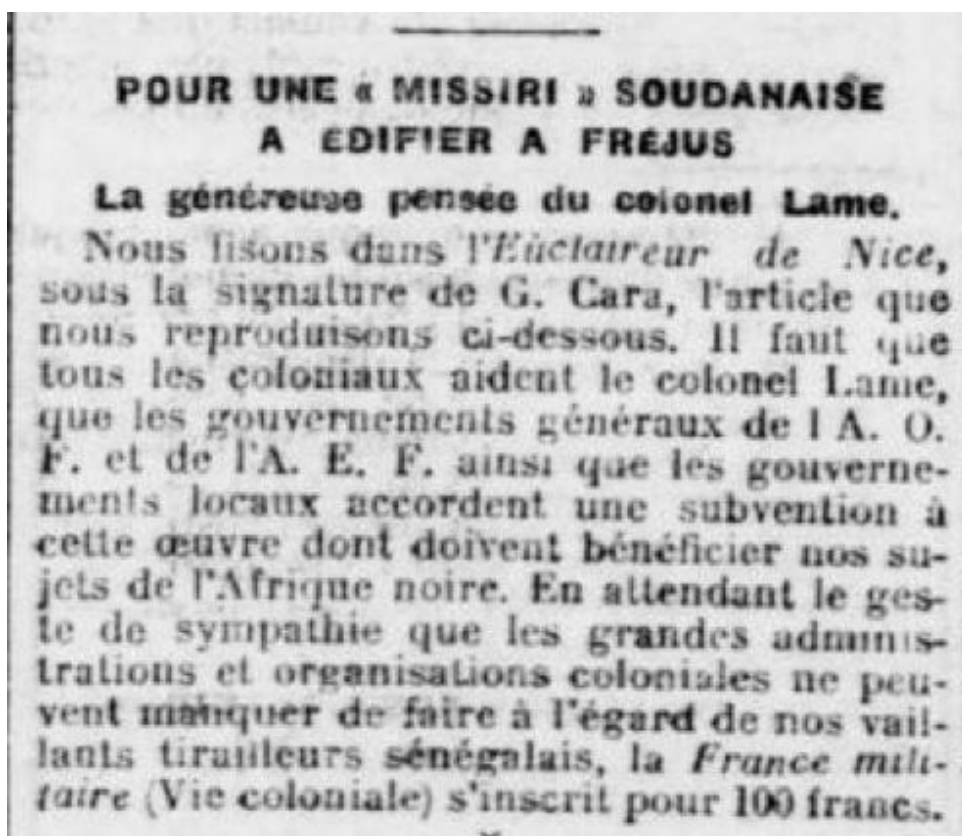 POUR UNE « MISSIRI » SOUDANAISE
A EDIFIER A FREJUS
La généreuse pensée du colonel Lame.
Nous lisons dans l'Eùclaireur de Nice,
sous la signature de G. Cara, l'article que
nous reproduisons ci-dessous. Il faut que
tous les coloniaux aident le colonel Lame,
que les gouvernements généraux de l A. O.
F. et de l'A. E. F. ainsi que les gouverne-
ments locaux accordent une subvention à
cette œuvre dont doivent bénéficier nos su-
jets de l'Afrique noire. En attendant le ges-
te de sympathie que les grandes adminis-
trations et organisations coloniales ne peu-
vent manquer de faire à l'égard de nos vail-
lants tirailleurs sénégalais, la France mili-
taire (Vie coloniale) s'inscrit pour 100 francs.